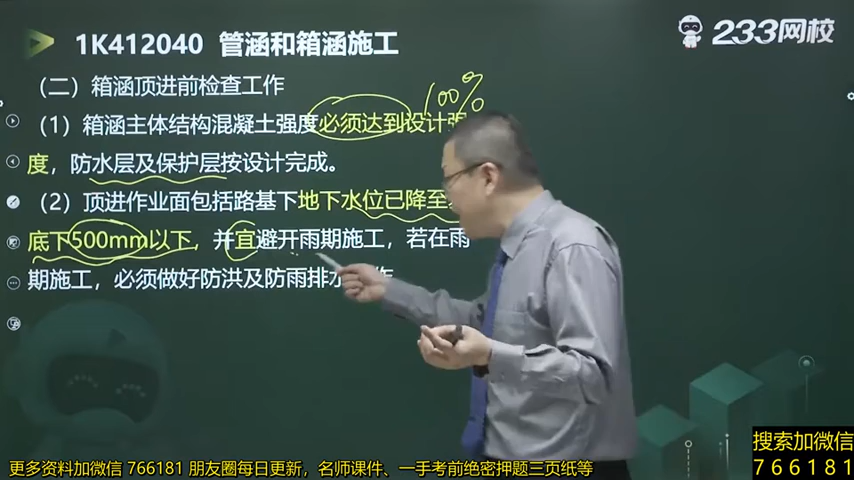 1K412040 管涵和箱涵施工
233网校
（二）箱涵顶进前检查工作
100%
（1）箱涵主体结构混凝土强度必须达到设计强
度，防水层及保护层按设计完成。
（2）顶进作业面包括路基下地下水位已降至
底下500mm以下，并宜避开雨期施工，若在雨
期施工，必须做好防洪及防雨排水
搜索加微信
766181
更多资料加微信 766181 朋友圈每日更新，名师课件、一手考前绝密押题三页纸等